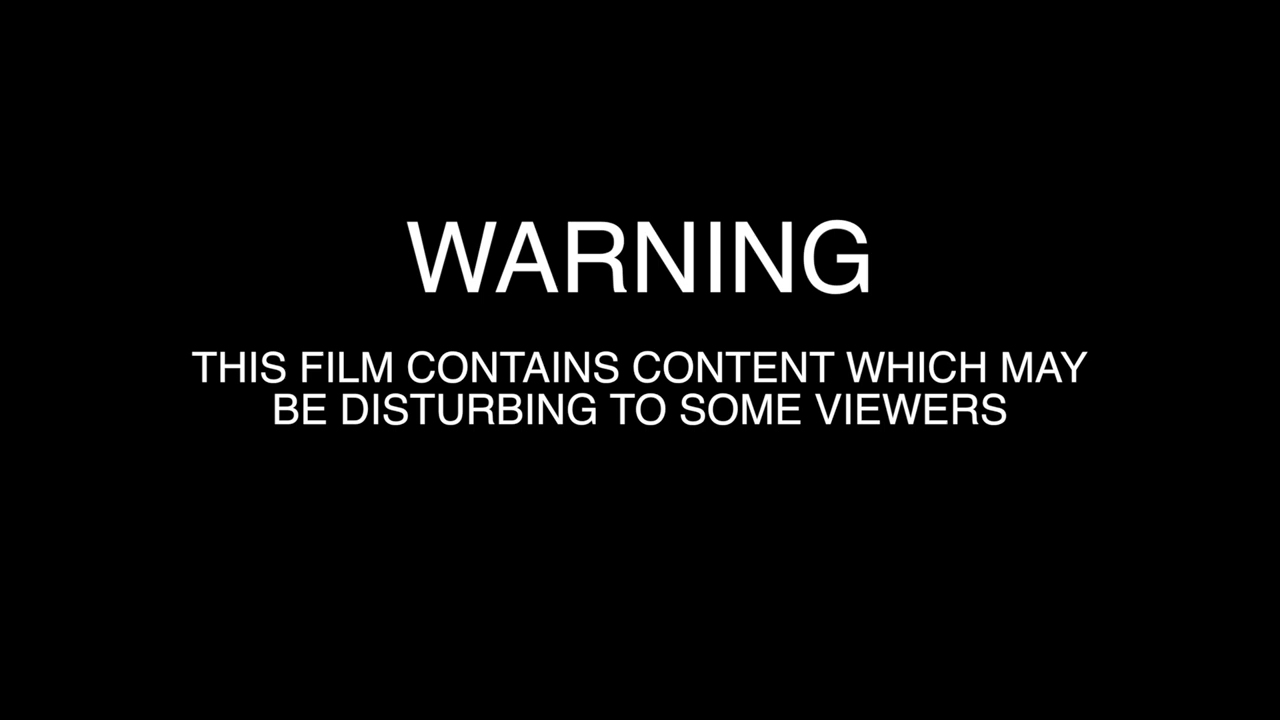 WARNING
THIS FILM CONTAINS CONTENT WHICH MAY
BE DISTURBING TO SOME VIEWERS